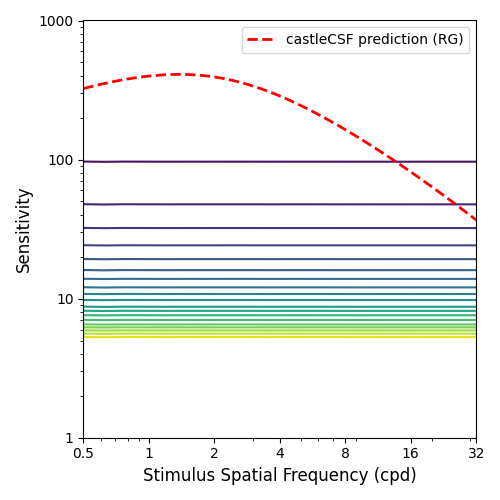 1000
castleCSF prediction (RG)
100
Sensitivity
10
1
0.5 1 2 4 8 16 32
Stimulus Spatial Frequency (cpd)